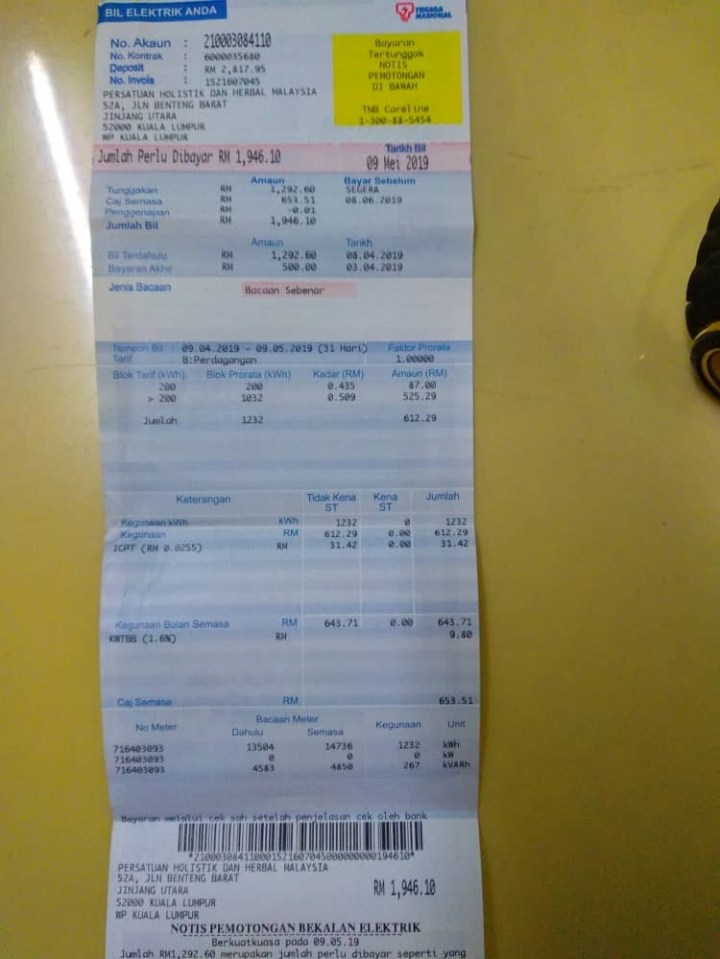 BIL ELEKTRIK ANDA
TENAGA NASIONAL
No. Akaun : 210003084110
No. Kontrak : 6000035680
Deposit : RM 2,817.95
No. Invois : 1521607045
PERSATUAN HOLISTIK DAN HERBAL MALAYSIA
52A, JLN BENTENG BARAT
JINJANG UTARA
52000 KUALA LUMPUR
WP KUALA LUMPUR
Bayaran
Tertunggak
NOTIS
PEMOTONGAN
DI BAWAH
TNB Careline
1-300-88-5454
Jumlah Perlu Dibayar RM 1,946.10
Tarikh Bil
09 Mei 2019
Amaun Bayar Sebelum
Tunggakan RM 1,292.60 SEGERA
Caj Semasa RM 653.51 08.06.2019
Penggenapan RM -0.01
Jumlah Bil RM 1,946.10
Amaun Tarikh
Bil Terdahulu RM 1,292.60 08.04.2019
Bayaran Akhir RM 500.00 03.04.2019
Jenis Bacaan Bacaan Sebenar
Tempoh Bil : 09.04.2019 - 09.05.2019 (31 Hari) Faktor Prorata
Tarif B:Perdagangan 1.00000
Blok Tarif (kWh) Blok Prorata (kWh) Kadar (RM) Amaun (RM)
200 200 0.435 87.00
> 200 1032 0.509 525.29
Jumlah 1232 612.29
Keterangan Tidak Kena ST Kena ST Jumlah
Kegunaan kWh kWh 1232 0 1232
Kegunaan RM 612.29 0.00 612.29
ICPT (RM 0.0255) RM 31.42 0.00 31.42
Kegunaan Bulan Semasa RM 643.71 0.00 643.71
KWTBB (1.6%) RM 9.80
Caj Semasa RM 653.51
No Meter Bacaan Meter Kegunaan Unit
Dahulu Semasa
716403093 13504 14736 1232 kWh
716403093 0 0 0 kW
716403093 4583 4850 267 kVARh
Bayaran melalui cek sah setelah penjelasan cek oleh bank
PERSATUAN HOLISTIK DAN HERBAL MALAYSIA
52A, JLN BENTENG BARAT
JINJANG UTARA
52000 KUALA LUMPUR
WP KUALA LUMPUR
RM 1,946.10
NOTIS PEMOTONGAN BEKALAN ELEKTRIK
Berkuatkuasa pada 09.05.19
Jumlah RM1,292.60 merupakan jumlah perlu dibayar seperti yang